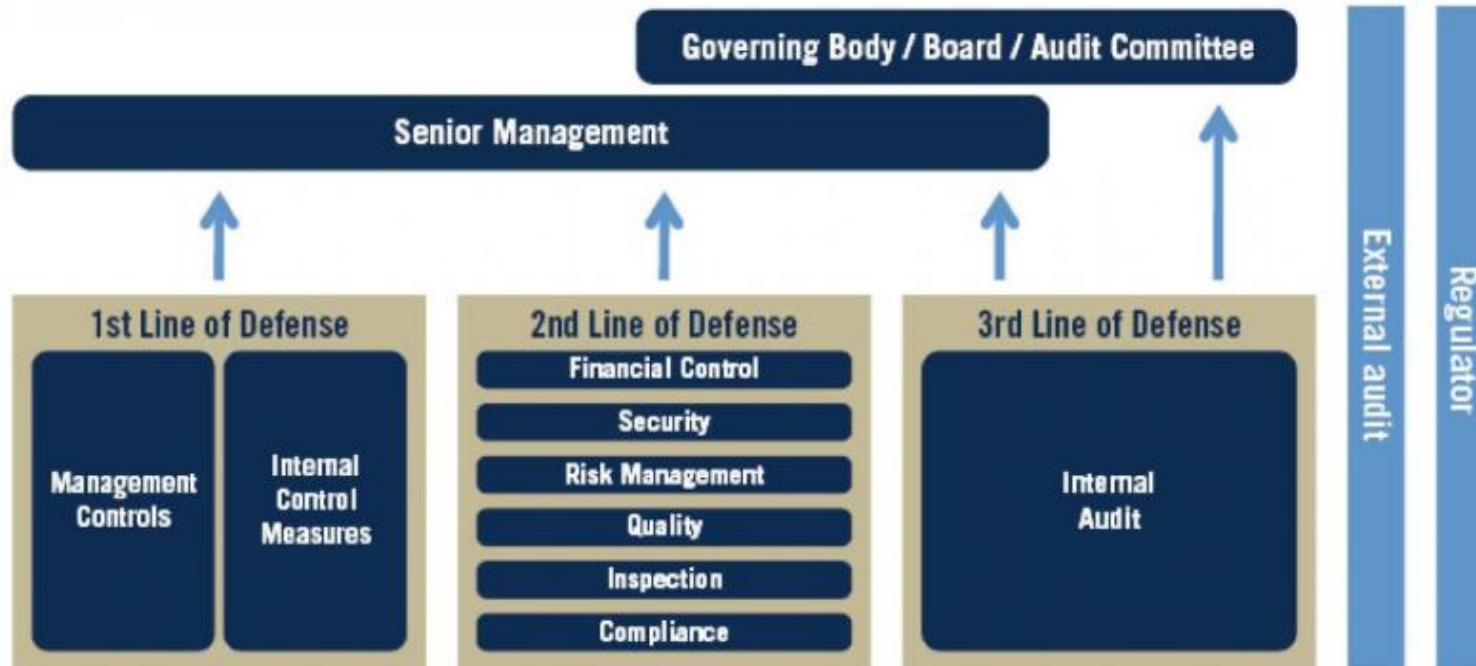 Governing Body / Board / Audit Committee
Senior Management
1st Line of Defense
Management
Controls
Internal
Control
Measures
2nd Line of Defense
Financial Control
Security
Risk Management
Quality
Inspection
Compliance
3rd Line of Defense
Internal
Audit
External audit
Regulator